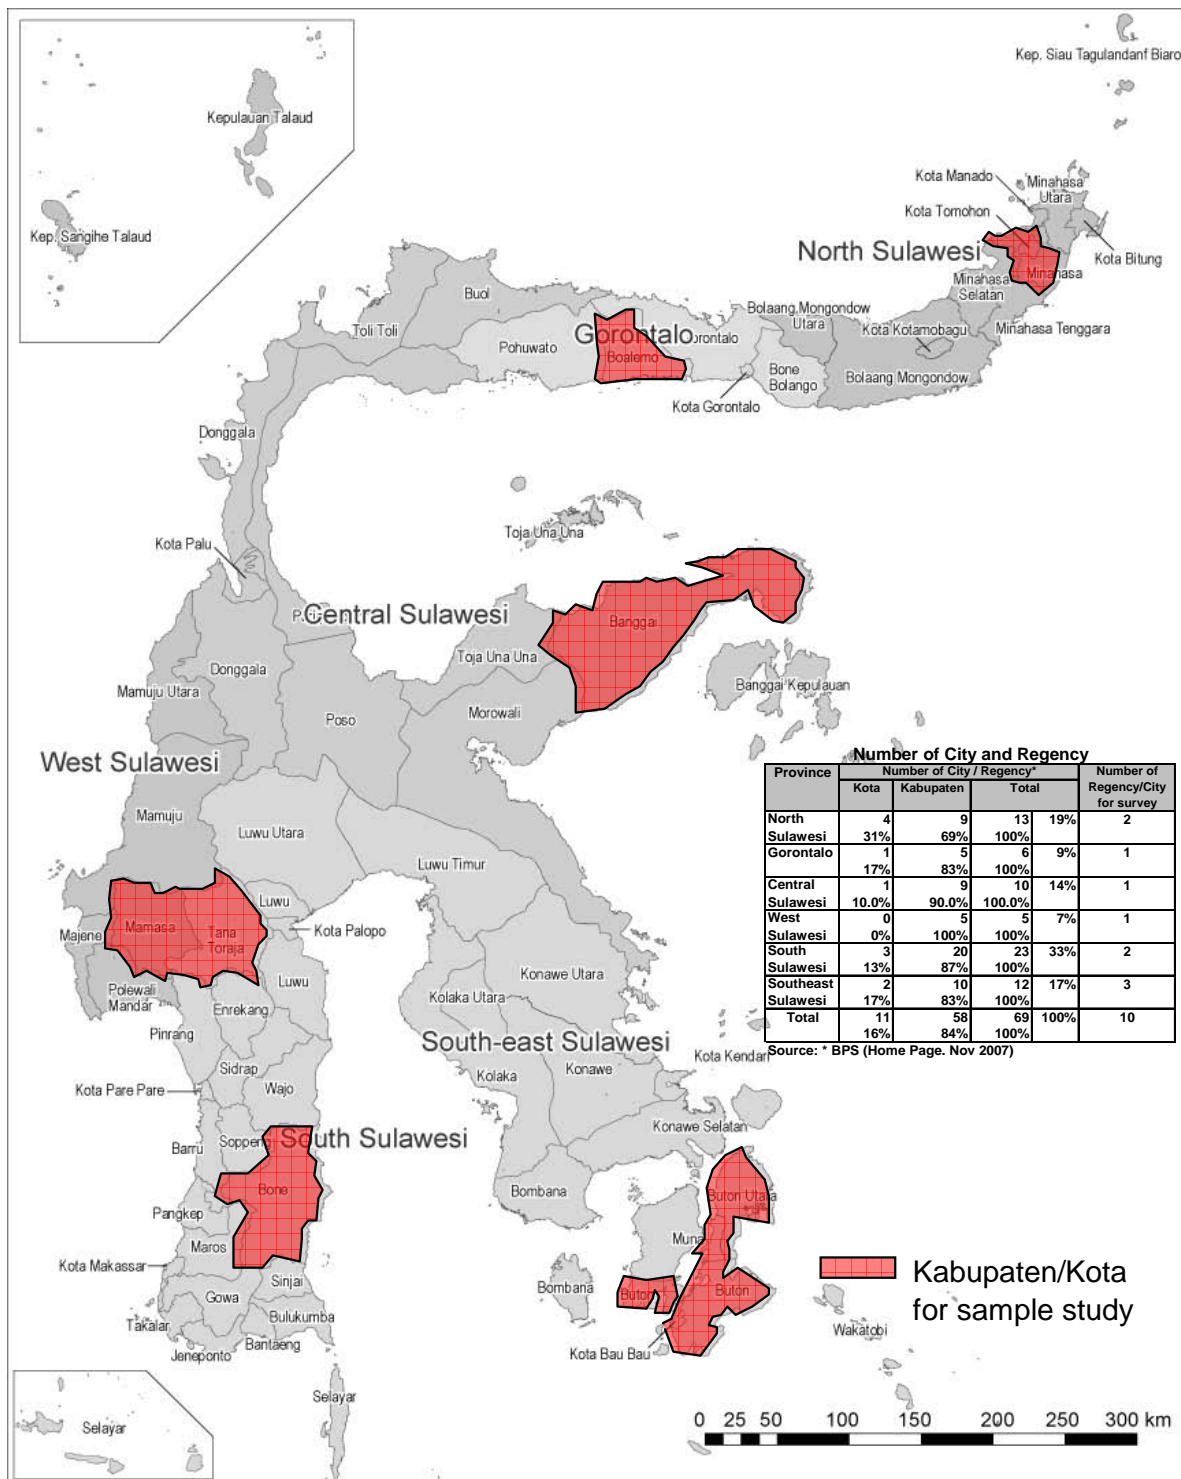 Kep. Siau Tagulandanf Biaro
Kepulauan Talaud
Kep. Sangihe Talaud
Kota Manado
Minahasa
Utara
Kota Tomohon
North Sulawesi
Kota Bitung
Minahasa
Minahasa
Selatan
Buol
Toli Toli
Bolaang Mongondow
Utara
Gorontalo
Pohuwato
Boalemo
Kota Kotamobagu
Minahasa Tenggara
Bone
Bolango
Bolaang Mongondow
Kota Gorontalo
Donggala
Toja Una Una
Kota Palu
Central Sulawesi
Banggai
Toja Una Una
Donggala
Mamuju Utara
Banggai Kepulauan
Poso
Morowali
West Sulawesi
Mamuju
Luwu Utara
Luwu Timur
Number of City and Regency
Province Number of City / Regency* Number of
Kota Kabupaten Total Regency/City
for survey
North 4 9 13 19% 2
Sulawesi 31% 69% 100%
Gorontalo 1 5 6 9% 1
17% 83% 100%
Central 1 9 10 14% 1
Sulawesi 10.0% 90.0% 100.0%
West 0 5 5 7% 1
Sulawesi 0% 100% 100%
South 3 20 23 33% 2
Sulawesi 13% 87% 100%
Southeast 2 10 12 17% 3
Sulawesi 17% 83% 100%
Total 11 58 69 100% 10
16% 84% 100%
Source: * BPS (Home Page. Nov 2007)
Luwu
Mamasa
Tana
Toraja
Majene
Kota Palopo
Luwu
Polewali
Mandar
Enrekang
Pinrang
Konawe Utara
Kolaka Utara
South-east Sulawesi
Kota Kendari
Sidrap
Kolaka
Konawe
Kota Pare Pare
Wajo
Konawe Selatan
Barru
Soppeng
South Sulawesi
Bone
Bombana
Buton Utara
Pangkep
Maros
Muna
Kota Makassar
Sinjai
Bombana
Buton
Buton
Gowa
Bulukumba
Takalar
Bantaeng
Jeneponto
Kota Bau Bau
Wakatobi
Kabupaten/Kota
for sample study
Selayar
Selayar
0 25 50 100 150 200 250 300 km